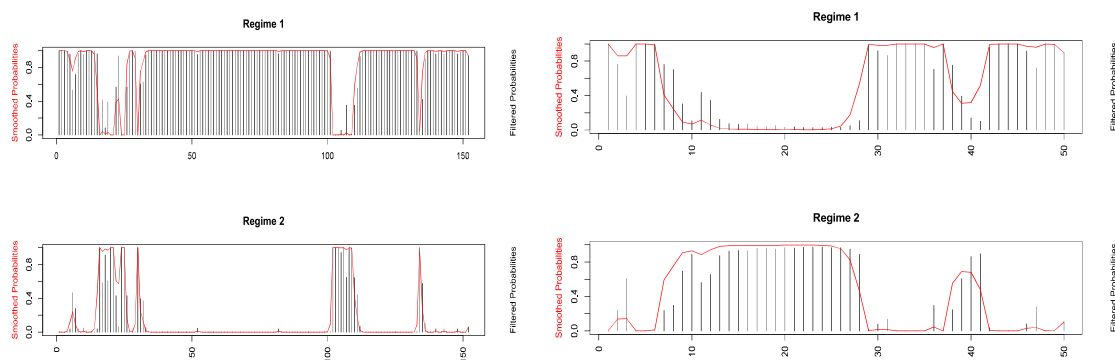 Regime 1
Smoothed Probabilities
0.0 0.4 0.8
0 50 100 150
Filtered Probabilities
Regime 2
Smoothed Probabilities
0.0 0.4 0.8
0 50 100 150
Filtered Probabilities
Regime 1
Smoothed Probabilities
0.0 0.4 0.8
0 10 20 30 40 50
Filtered Probabilities
Regime 2
Smoothed Probabilities
0.0 0.4 0.8
0 10 20 30 40 50
Filtered Probabilities